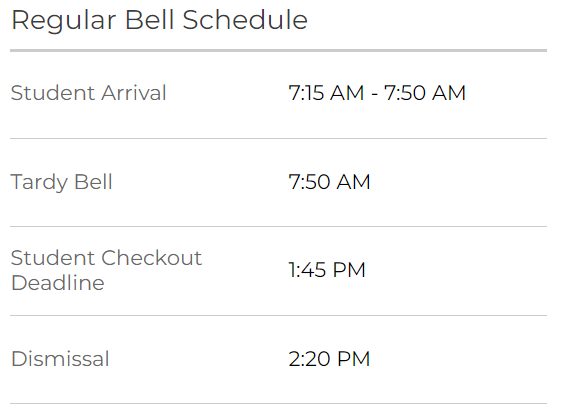 Regular Bell Schedule
Student Arrival 7:15 AM - 7:50 AM
Tardy Bell 7:50 AM
Student Checkout
Deadline 1:45 PM
Dismissal 2:20 PM